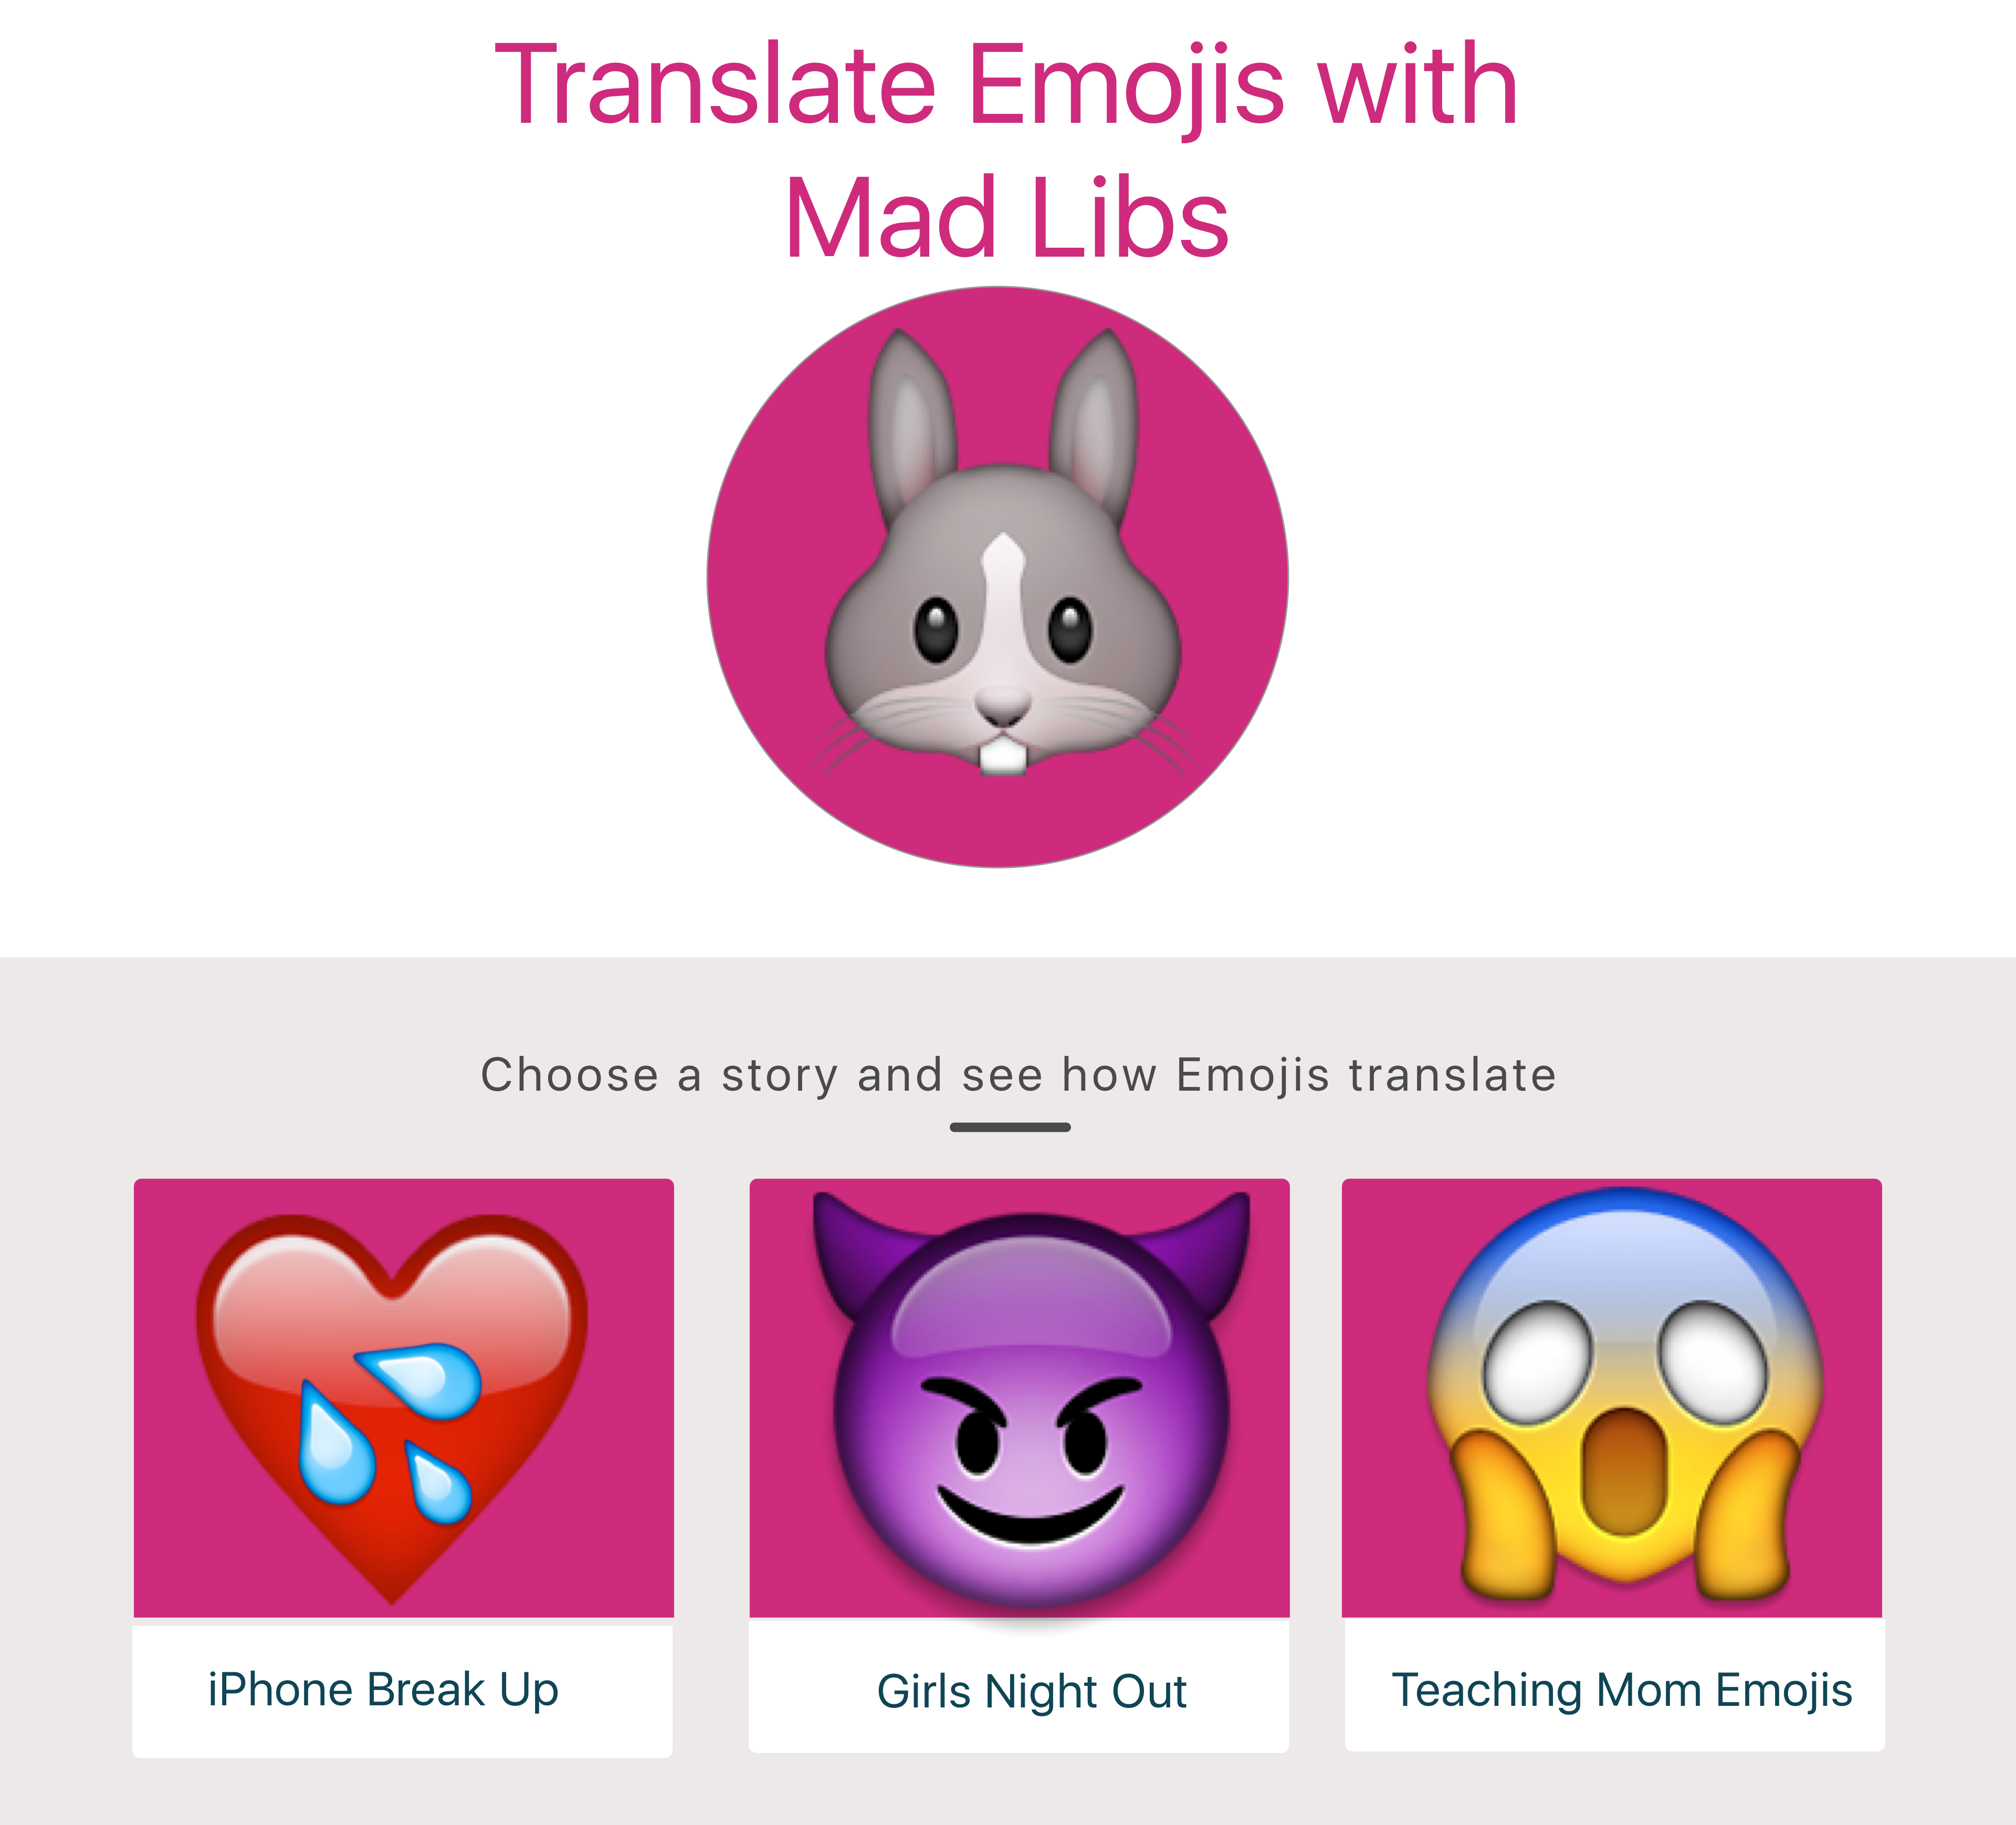 Translate Emojis with
Mad Libs
Choose a story and see how Emojis translate
iPhone Break Up
Girls Night Out
Teaching Mom Emojis